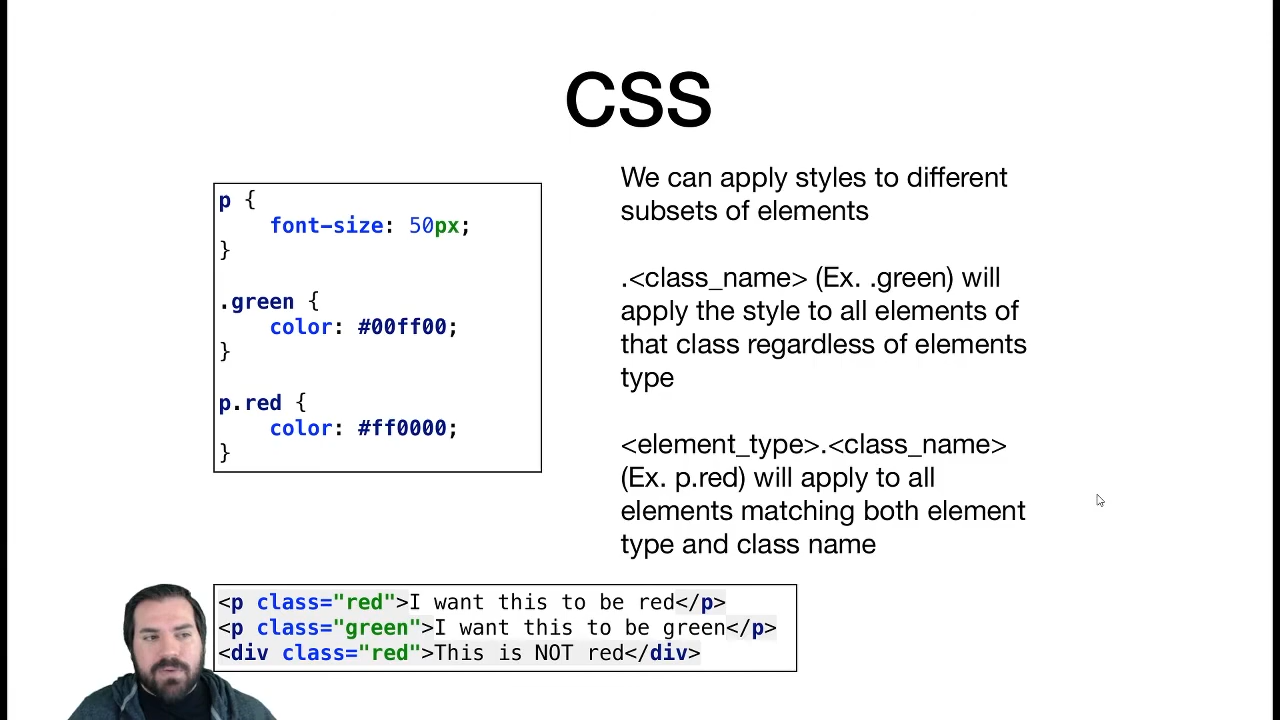 CSS
p {
    font-size: 50px;
}
.green {
    color: #00ff00;
}
p.red {
    color: #ff0000;
}
We can apply styles to different
subsets of elements
.<class_name> (Ex. .green) will
apply the style to all elements of
that class regardless of elements
type
<element_type>.<class_name>
(Ex. p.red) will apply to all
elements matching both element
type and class name
<p class="red">I want this to be red</p>
<p class="green">I want this to be green</p>
<div class="red">This is NOT red</div>